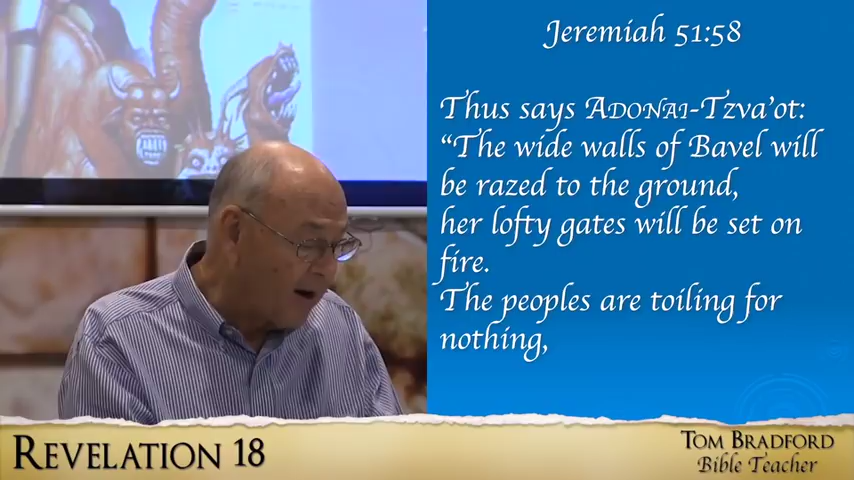 Jeremiah 51:58
Thus says ADONAI-Tzva'ot:
“The wide walls of Bavel will
be razed to the ground,
her lofty gates will be set on
fire.
The peoples are toiling for
nothing,
REVELATION 18
TOM BRADFORD
Bible Teacher